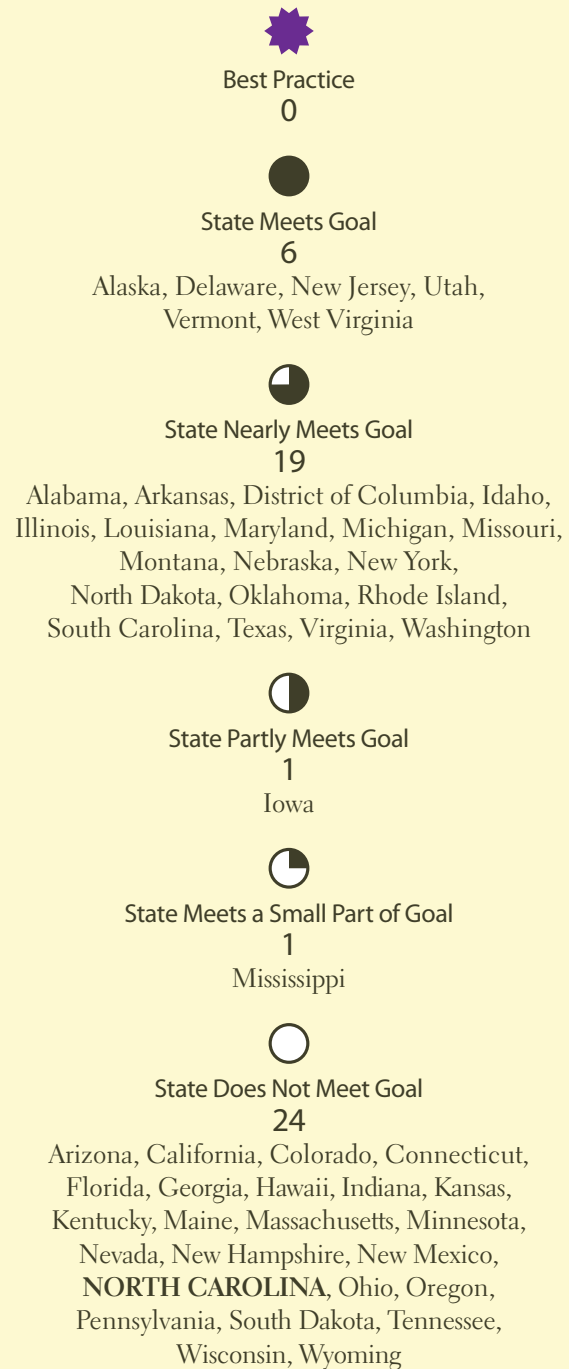 Best Practice
0
State Meets Goal
6
Alaska, Delaware, New Jersey, Utah,
Vermont, West Virginia
State Nearly Meets Goal
19
Alabama, Arkansas, District of Columbia, Idaho,
Illinois, Louisiana, Maryland, Michigan, Missouri,
Montana, Nebraska, New York,
North Dakota, Oklahoma, Rhode Island,
South Carolina, Texas, Virginia, Washington
State Partly Meets Goal
1
Iowa
State Meets a Small Part of Goal
1
Mississippi
State Does Not Meet Goal
24
Arizona, California, Colorado, Connecticut,
Florida, Georgia, Hawaii, Indiana, Kansas,
Kentucky, Maine, Massachusetts, Minnesota,
Nevada, New Hampshire, New Mexico,
NORTH CAROLINA, Ohio, Oregon,
Pennsylvania, South Dakota, Tennessee,
Wisconsin, Wyoming